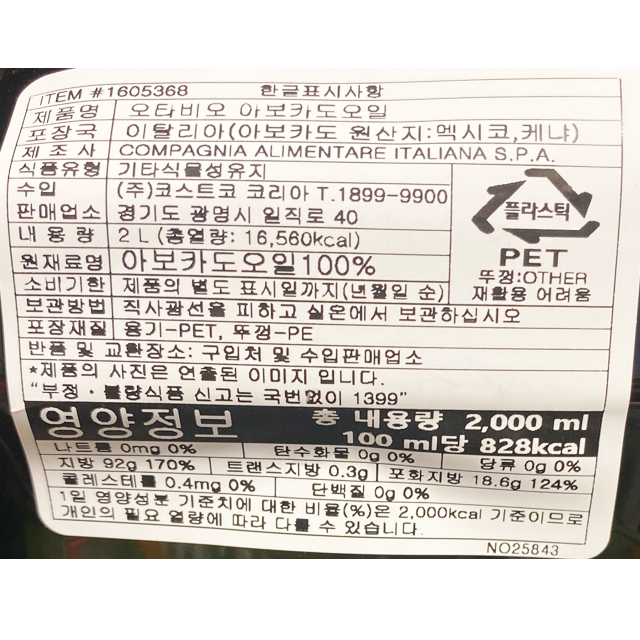 ITEM #1605368 한글표시사항
제품명 오타비오 아보카도오일
포장국 이탈리아(아보카도 원산지:멕시코,케냐)
제 조 사 COMPAGNIA ALIMENTARE ITALIANA S.P.A.
식품유형 기타식물성유지
수입 (주)코스트코 코리아 T.1899-9900
판매업소 경기도 광명시 일직로 40
내 용 량 2L (총열량: 16,560kcal)
원재료명 아보카도오일100%
소비기한 제품의 별도 표시일까지(년월일 순)
플라스틱
PET
뚜껑:OTHER
재활용 어려움
보관방법 직사광선을 피하고 실온에서 보관하십시오
포장재질 용기-PET, 뚜껑-PE
반품 및 교환장소: 구입처 및 수입판매업소
*제품의 사진은 연출된 이미지 입니다.
"부정 · 불량식품 신고는 국번없이 1399"
영양정보 총 내용량 2,000 ml
100 ml당 828kcal
나트륨 0mg 0% 탄수화물 0g 0% 당류 0g 0%
지방 92g 170% 트랜스지방 0.3g 포화지방 18.6g 124%
콜레스테롤 0.4mg 0% 단백질 0g 0%
1일 영양성분 기준치에 대한 비율(%)은 2,000kcal 기준이므로
개인의 필요 열량에 따라 다를 수 있습니다.
NO25843